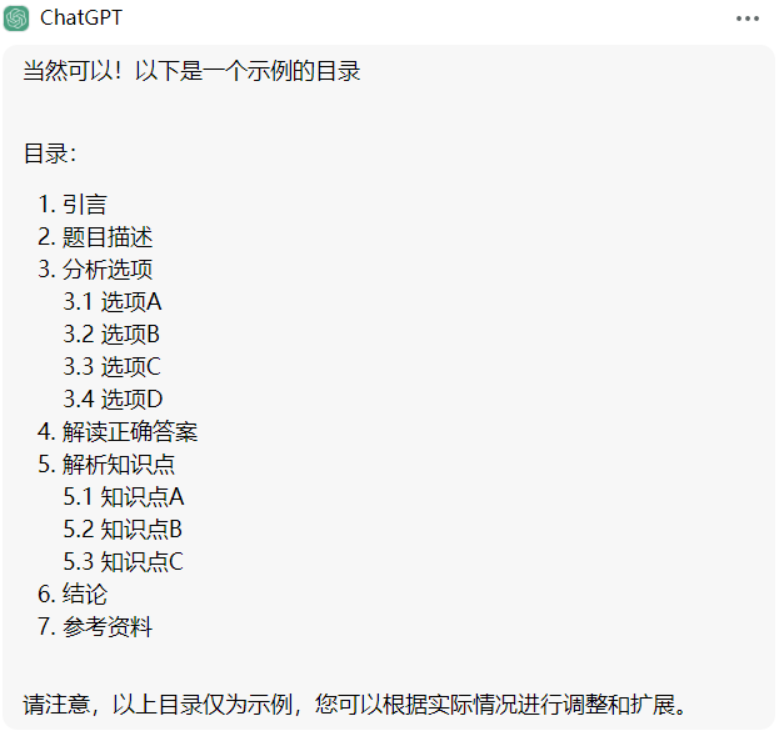 ChatGPT
当然可以！以下是一个示例的目录
目录：
1. 引言
2. 题目描述
3. 分析选项
3.1 选项A
3.2 选项B
3.3 选项C
3.4 选项D
4. 解读正确答案
5. 解析知识点
5.1 知识点A
5.2 知识点B
5.3 知识点C
6. 结论
7. 参考资料
请注意，以上目录仅为示例，您可以根据实际情况进行调整和扩展。